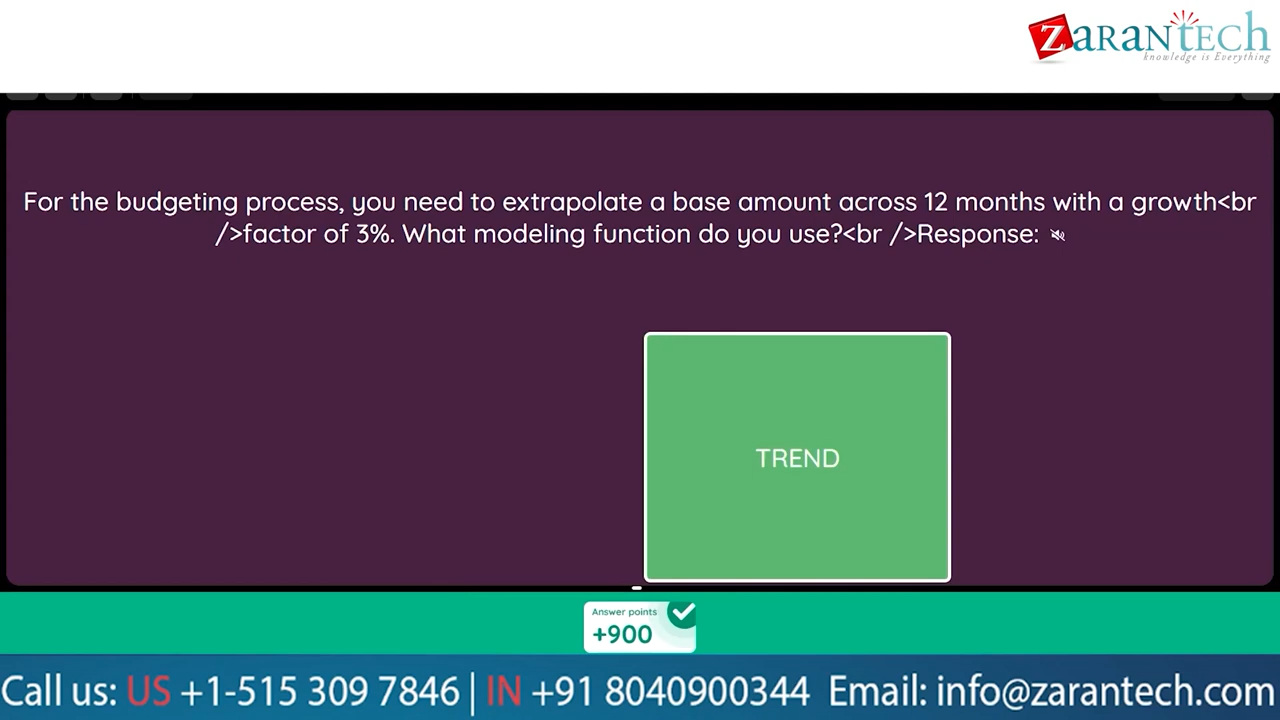 ZARANTECH
knowledge is Everything
For the budgeting process, you need to extrapolate a base amount across 12 months with a growth<br
/>factor of 3%. What modeling function do you use?<br />Response:
TREND
Answer points
+900
Call us: US +1-515 309 7846 | IN +91 8040900344 Email: info@zarantech.com